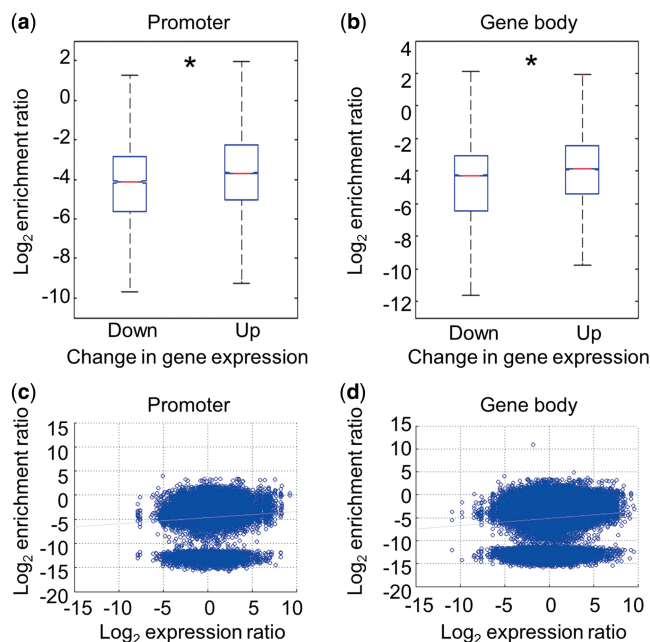 (a) Promoter
*
Log2 enrichment ratio
2
0
-2
-4
-6
-8
-10
Down Up
Change in gene expression
(b) Gene body
*
Log2 enrichment ratio
4
2
0
-2
-4
-6
-8
-10
-12
Down Up
Change in gene expression
(c) Promoter
Log2 enrichment ratio
15
10
5
0
-5
-10
-15
-20
-15 -10 -5 0 5 10
Log2 expression ratio
(d) Gene body
Log2 enrichment ratio
15
10
5
0
-5
-10
-15
-20
-15 -10 -5 0 5 10
Log2 expression ratio